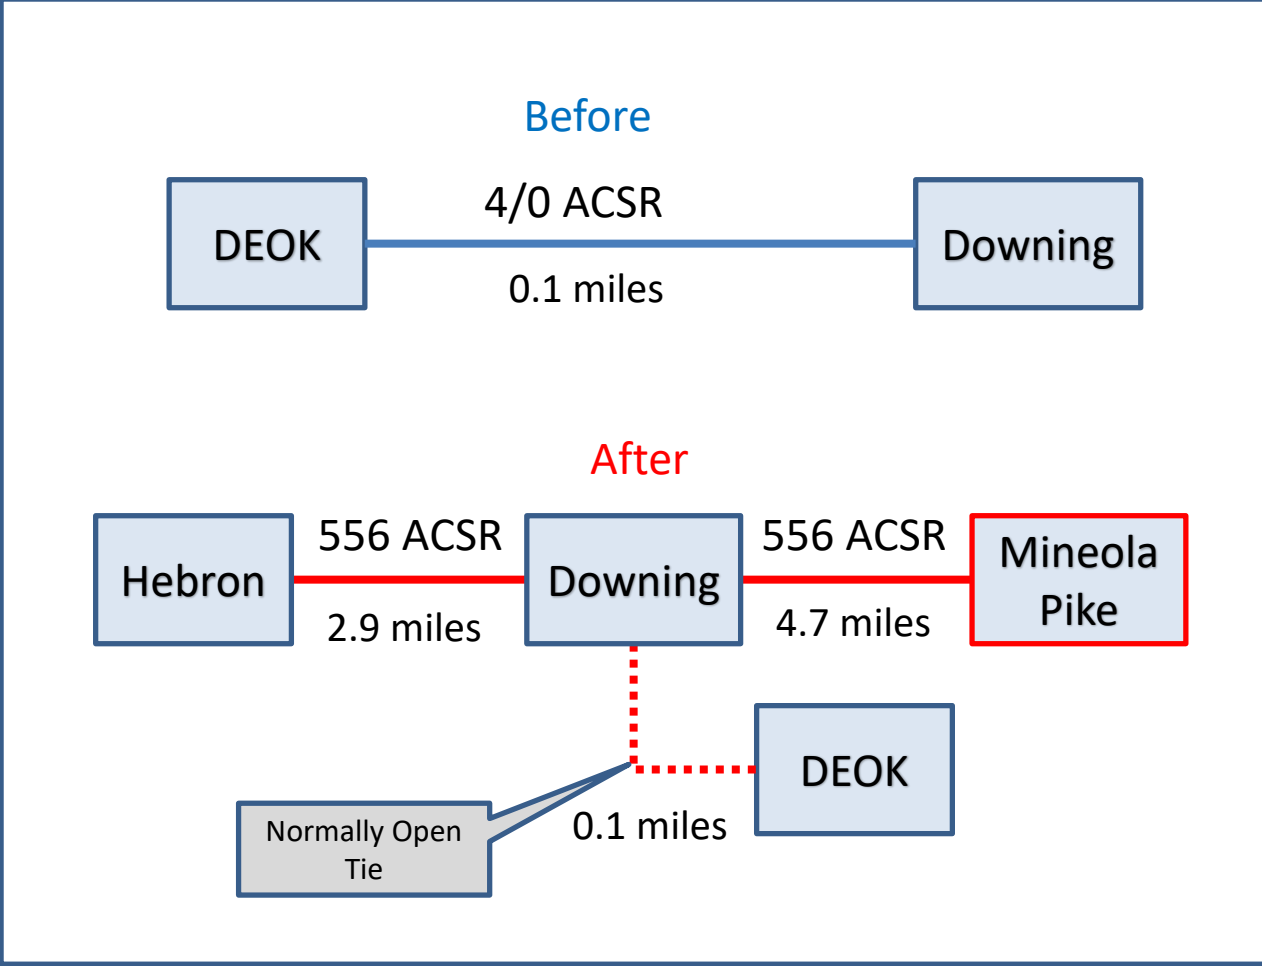 Before
4/0 ACSR
DEOK
Downing
0.1 miles
After
556 ACSR
556 ACSR
Hebron
Downing
Mineola
Pike
2.9 miles
4.7 miles
DEOK
Normally Open
Tie
0.1 miles